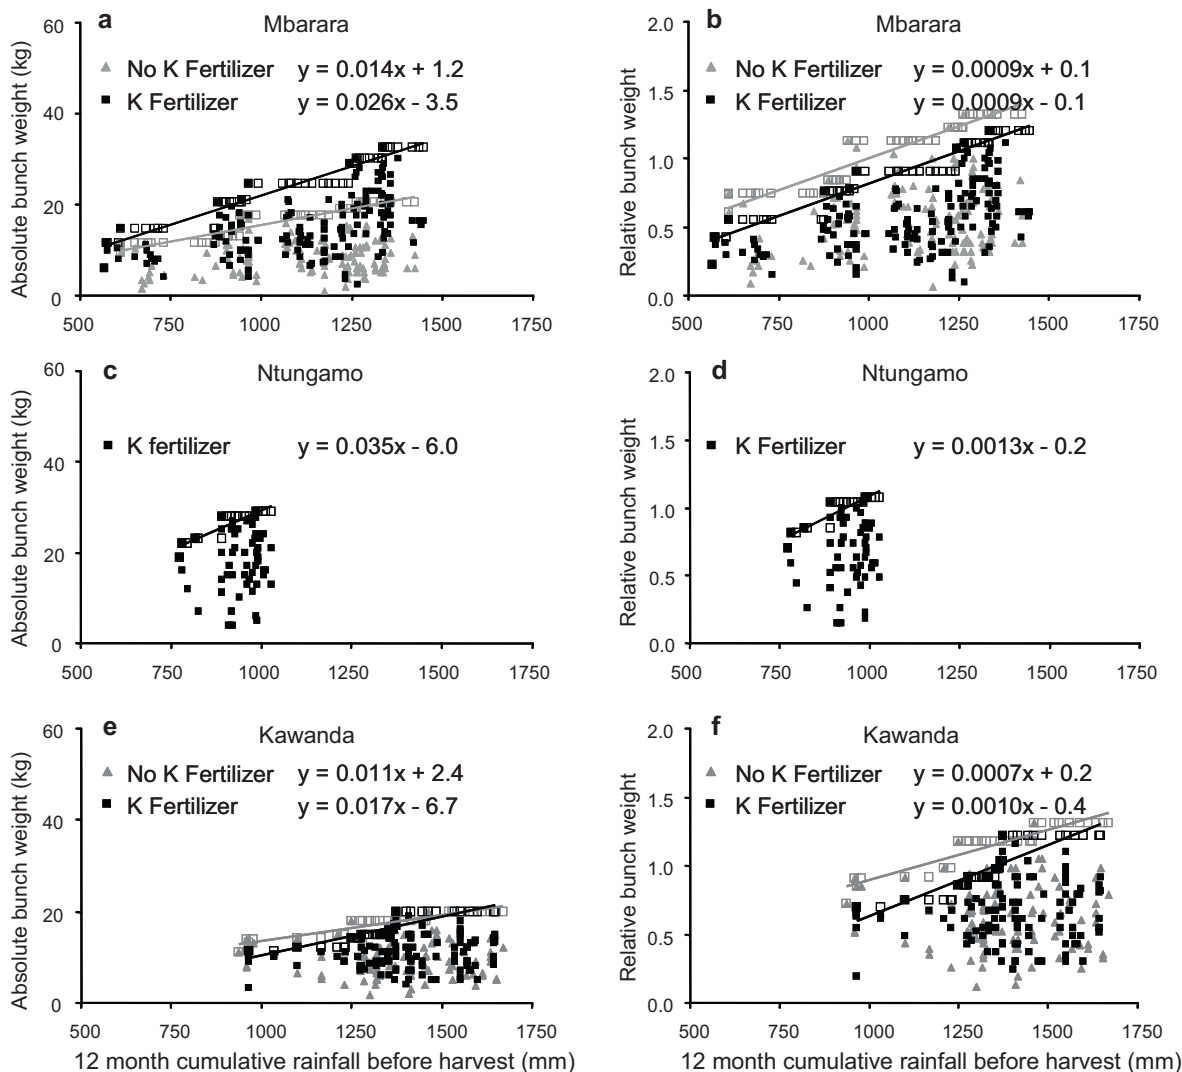 a Mbarara
Absolute bunch weight (kg)
60
40
20
0
No K Fertilizer y = 0.014x + 1.2
K Fertilizer y = 0.026x - 3.5
500 750 1000 1250 1500 1750
b Mbarara
Relative bunch weight
2.0
1.5
1.0
0.5
0.0
No K Fertilizer y = 0.0009x + 0.1
K Fertilizer y = 0.0009x - 0.1
500 750 1000 1250 1500 1750
c Ntungamo
Absolute bunch weight (kg)
60
40
20
0
K fertilizer y = 0.035x - 6.0
500 750 1000 1250 1500 1750
d Ntungamo
Relative bunch weight
2.0
1.5
1.0
0.5
0.0
K Fertilizer y = 0.0013x - 0.2
500 750 1000 1250 1500 1750
e Kawanda
Absolute bunch weight (kg)
60
40
20
0
No K Fertilizer y = 0.011x + 2.4
K Fertilizer y = 0.017x - 6.7
500 750 1000 1250 1500 1750
12 month cumulative rainfall before harvest (mm)
f Kawanda
Relative bunch weight
2.0
1.5
1.0
0.5
0.0
No K Fertilizer y = 0.0007x + 0.2
K Fertilizer y = 0.0010x - 0.4
500 750 1000 1250 1500 1750
12 month cumulative rainfall before harvest (mm)